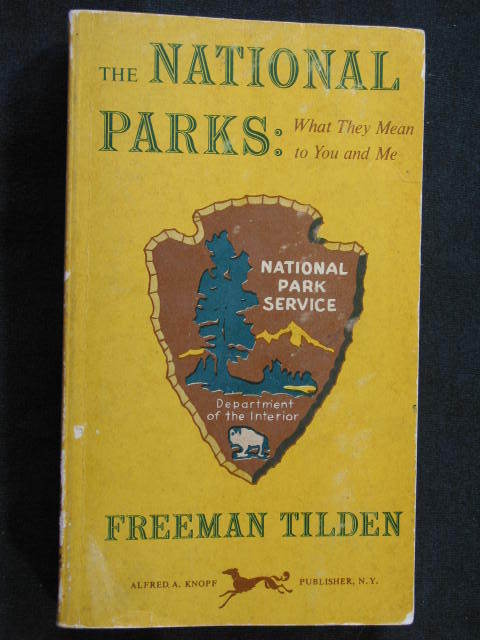 THE NATIONAL
PARKS: What They Mean
to You and Me
NATIONAL
PARK
SERVICE
Department
of the Interior
FREEMAN TILDEN
ALFRED A. KNOPF PUBLISHER, N.Y.